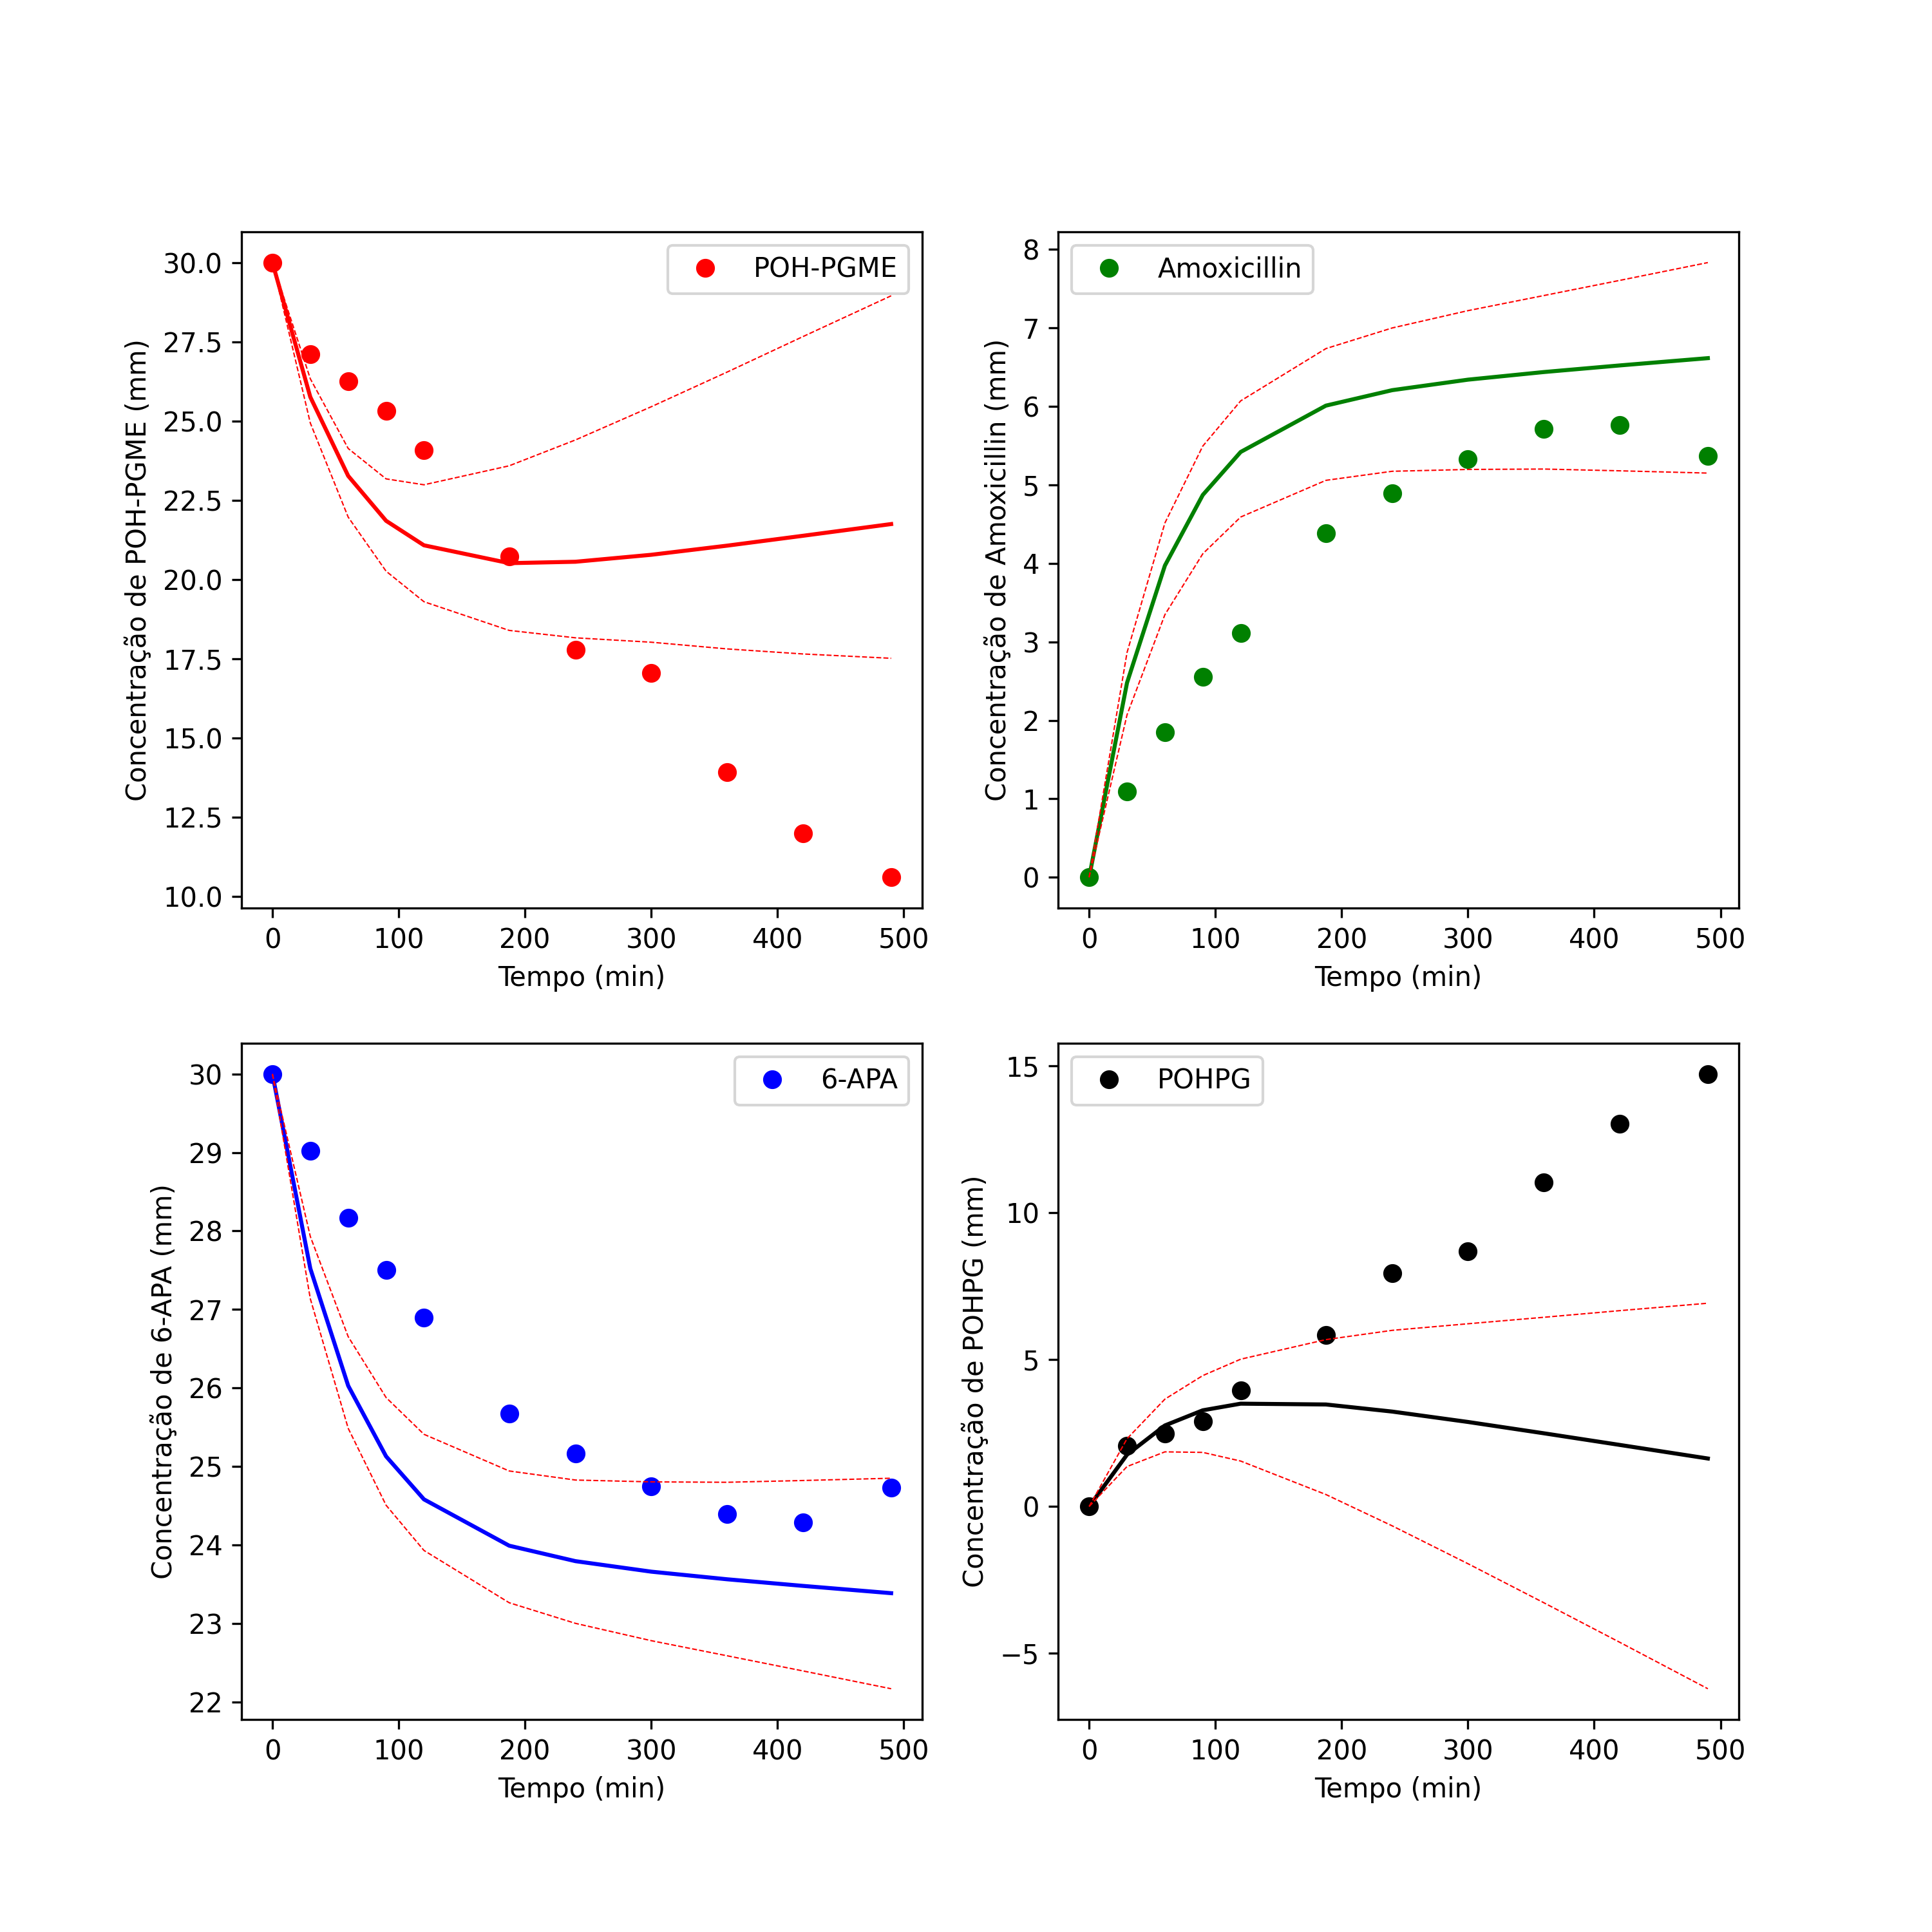 POH-PGME
Concentração de POH-PGME (mm)
30.0
27.5
25.0
22.5
20.0
17.5
15.0
12.5
10.0
0 100 200 300 400 500
Tempo (min)
Amoxicillin
Concentração de Amoxicillin (mm)
8
7
6
5
4
3
2
1
0
0 100 200 300 400 500
Tempo (min)
6-APA
Concentração de 6-APA (mm)
30
29
28
27
26
25
24
23
22
0 100 200 300 400 500
Tempo (min)
POHPG
Concentração de POHPG (mm)
15
10
5
0
−5
0 100 200 300 400 500
Tempo (min)